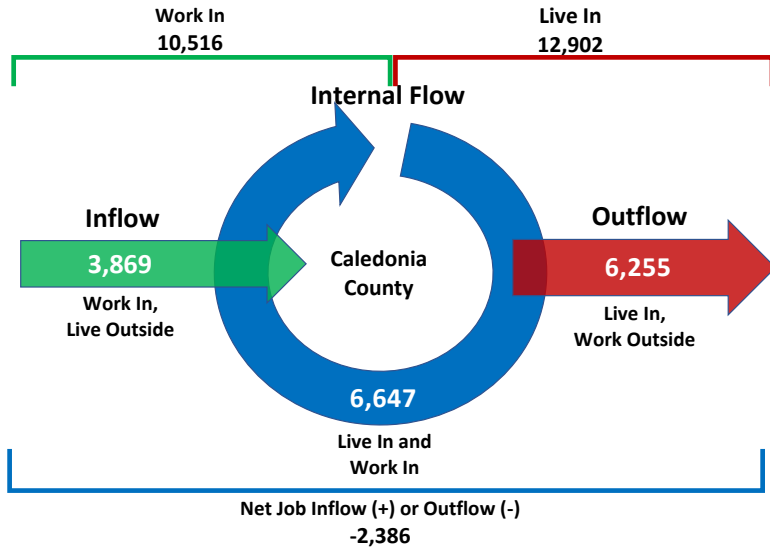 Work In
10,516
Live In
12,902
Internal Flow
Inflow
3,869
Work In,
Live Outside
Caledonia
County
Outflow
6,255
Live In,
Work Outside
6,647
Live In and
Work In
Net Job Inflow (+) or Outflow (-)
-2,386